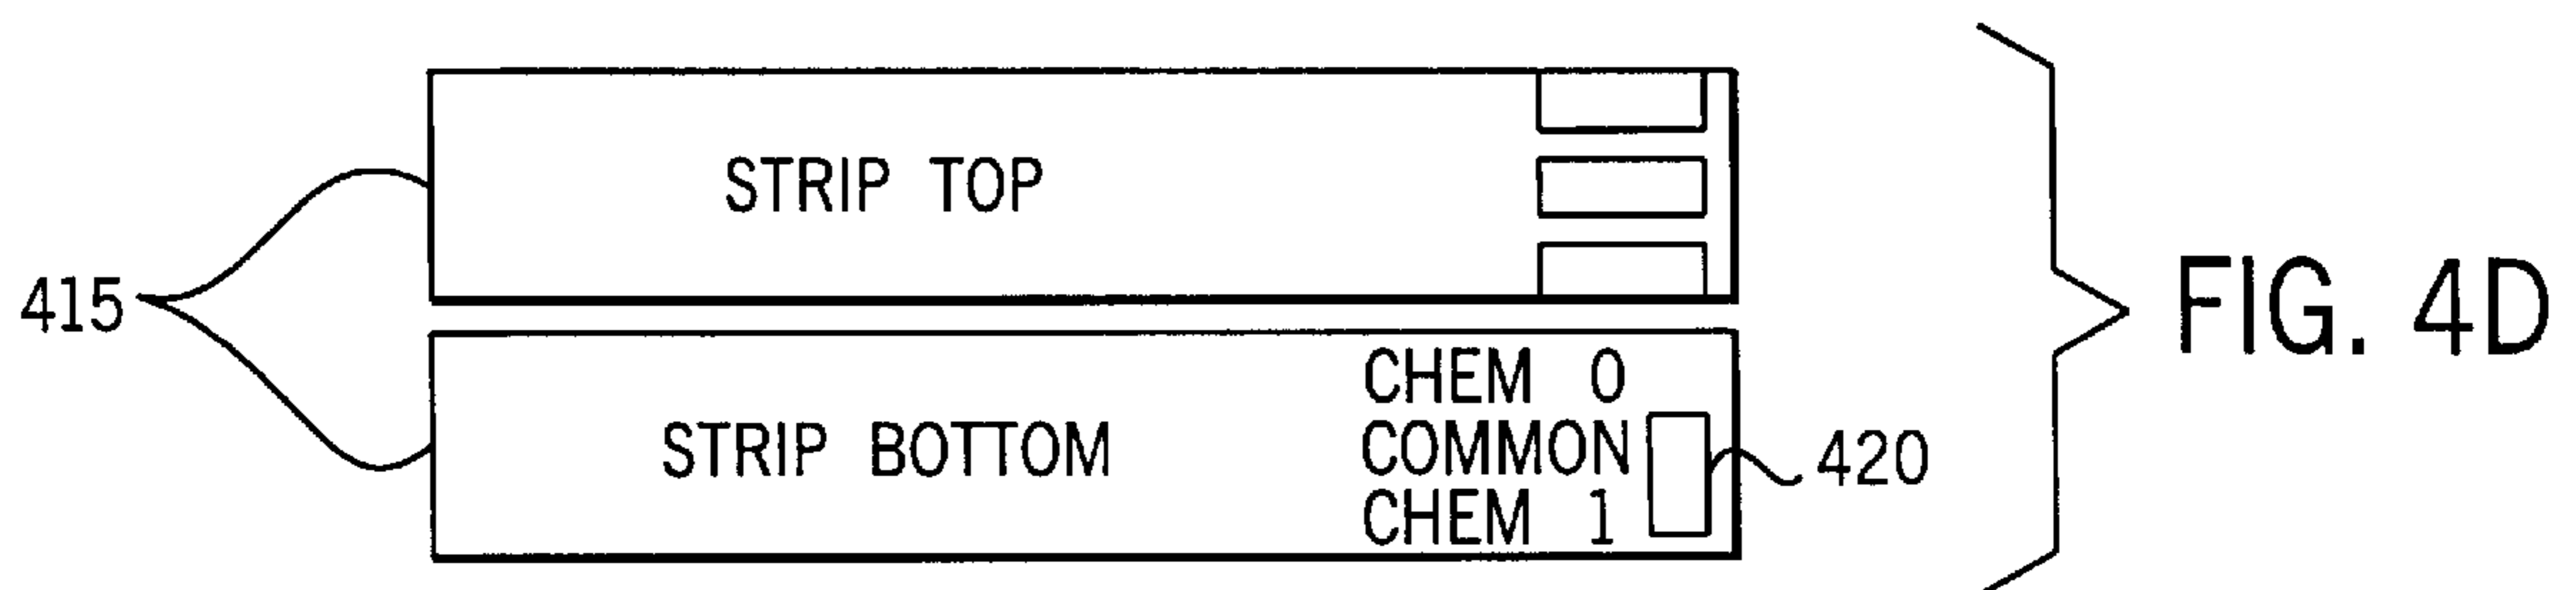 STRIP TOP
415
FIG. 4D
CHEM 0
STRIP BOTTOM
COMMON
420
CHEM 1